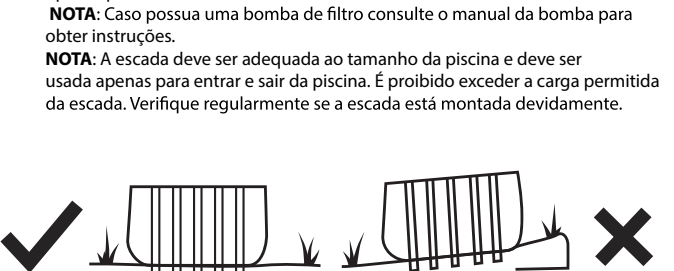 NOTA: Caso possua uma bomba de filtro consulte o manual da bomba para
obter instruções.
NOTA: A escada deve ser adequada ao tamanho da piscina e deve ser
usada apenas para entrar e sair da piscina. É proibido exceder a carga permitida
da escada. Verifique regularmente se a escada está montada devidamente.